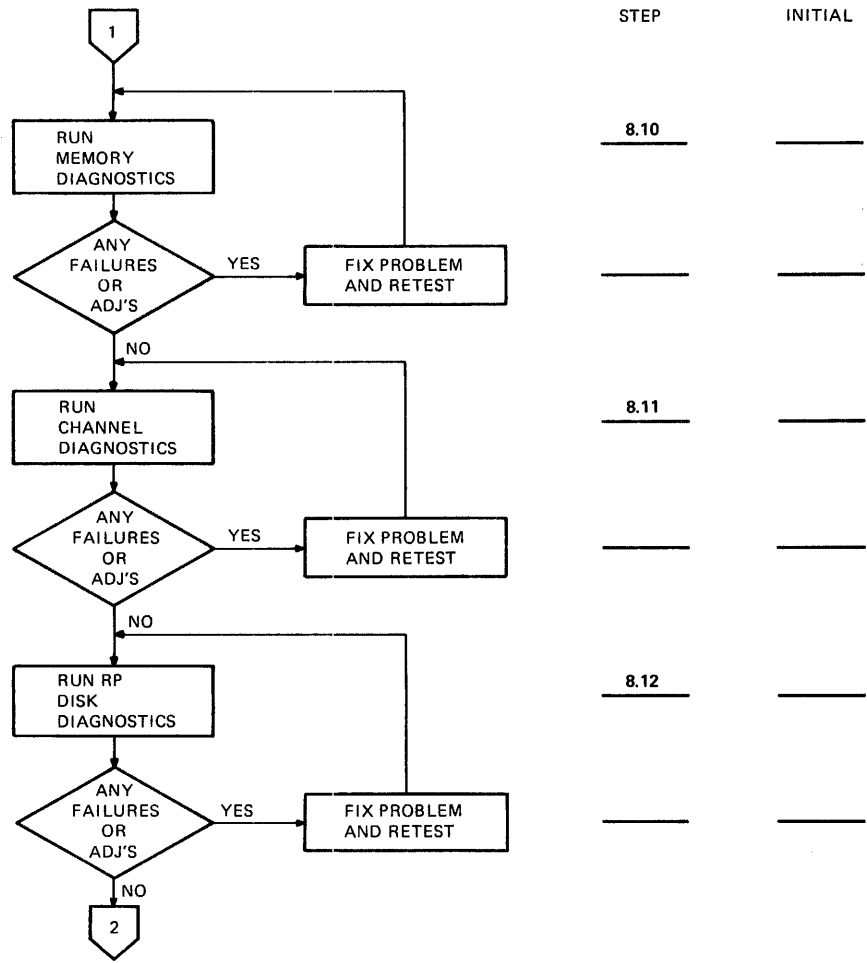 1
STEP INITIAL
RUN
MEMORY
DIAGNOSTICS
8.10
ANY
FAILURES
OR
ADJ'S
YES
FIX PROBLEM
AND RETEST
NO
RUN
CHANNEL
DIAGNOSTICS
8.11
ANY
FAILURES
OR
ADJ'S
YES
FIX PROBLEM
AND RETEST
NO
RUN RP
DISK
DIAGNOSTICS
8.12
ANY
FAILURES
OR
ADJ'S
YES
FIX PROBLEM
AND RETEST
NO
2